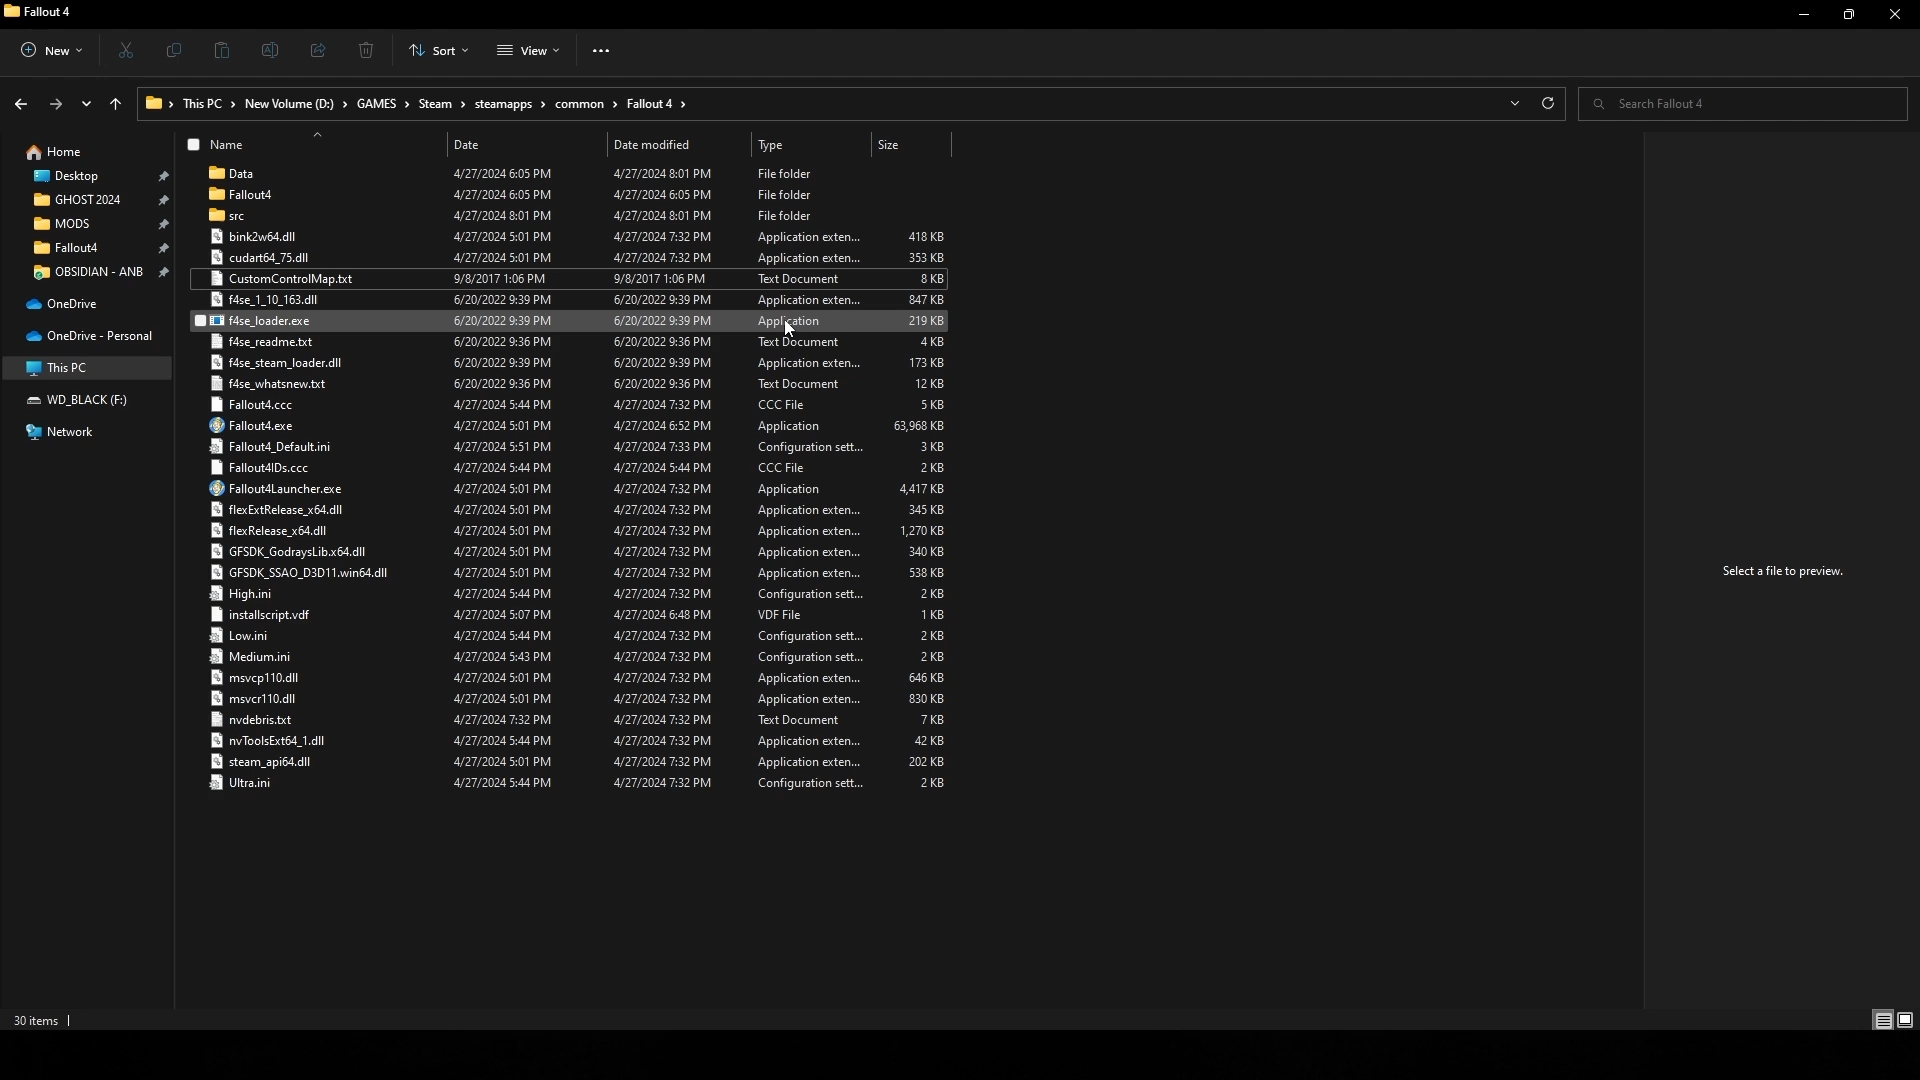 Fallout 4
New Sort View
This PC New Volume (D:) GAMES Steam steamapps common Fallout 4 Search Fallout 4
Home
Desktop
GHOST 2024
MODS
Fallout4
OBSIDIAN - ANB
OneDrive
OneDrive - Personal
This PC
WD_BLACK (F:)
Network
Name Date Date modified Type Size
Data 4/27/2024 6:05 PM 4/27/2024 8:01 PM File folder
Fallout4 4/27/2024 6:05 PM 4/27/2024 6:05 PM File folder
src 4/27/2024 8:01 PM 4/27/2024 8:01 PM File folder
bink2w64.dll 4/27/2024 5:01 PM 4/27/2024 7:32 PM Application exten... 418 KB
cudart64_75.dll 4/27/2024 5:01 PM 4/27/2024 7:32 PM Application exten... 353 KB
CustomControlMap.txt 9/8/2017 1:06 PM 9/8/2017 1:06 PM Text Document 8 KB
f4se_1_10_163.dll 6/20/2022 9:39 PM 6/20/2022 9:39 PM Application exten... 847 KB
f4se_loader.exe 6/20/2022 9:39 PM 6/20/2022 9:39 PM Application 219 KB
f4se_readme.txt 6/20/2022 9:36 PM 6/20/2022 9:36 PM Text Document 4 KB
f4se_steam_loader.dll 6/20/2022 9:39 PM 6/20/2022 9:39 PM Application exten... 173 KB
f4se_whatsnew.txt 6/20/2022 9:36 PM 6/20/2022 9:36 PM Text Document 12 KB
Fallout4.ccc 4/27/2024 5:44 PM 4/27/2024 7:32 PM CCC File 5 KB
Fallout4.exe 4/27/2024 5:01 PM 4/27/2024 6:52 PM Application 63,968 KB
Fallout4_Default.ini 4/27/2024 5:51 PM 4/27/2024 7:33 PM Configuration sett... 3 KB
Fallout4IDs.ccc 4/27/2024 5:44 PM 4/27/2024 5:44 PM CCC File 2 KB
Fallout4Launcher.exe 4/27/2024 5:01 PM 4/27/2024 7:32 PM Application 4,417 KB
flexExtRelease_x64.dll 4/27/2024 5:01 PM 4/27/2024 7:32 PM Application exten... 345 KB
flexRelease_x64.dll 4/27/2024 5:01 PM 4/27/2024 7:32 PM Application exten... 1,270 KB
GFSDK_GodraysLib.x64.dll 4/27/2024 5:01 PM 4/27/2024 7:32 PM Application exten... 340 KB
GFSDK_SSAO_D3D11.win64.dll 4/27/2024 5:01 PM 4/27/2024 7:32 PM Application exten... 538 KB
High.ini 4/27/2024 5:44 PM 4/27/2024 7:32 PM Configuration sett... 2 KB
installscript.vdf 4/27/2024 5:07 PM 4/27/2024 6:48 PM VDF File 1 KB
Low.ini 4/27/2024 5:44 PM 4/27/2024 7:32 PM Configuration sett... 2 KB
Medium.ini 4/27/2024 5:43 PM 4/27/2024 7:32 PM Configuration sett... 2 KB
msvcp110.dll 4/27/2024 5:01 PM 4/27/2024 7:32 PM Application exten... 646 KB
msvcr110.dll 4/27/2024 5:01 PM 4/27/2024 7:32 PM Application exten... 830 KB
nvdebris.txt 4/27/2024 7:32 PM 4/27/2024 7:32 PM Text Document 7 KB
nvToolsExt64_1.dll 4/27/2024 5:44 PM 4/27/2024 7:32 PM Application exten... 42 KB
steam_api64.dll 4/27/2024 5:01 PM 4/27/2024 7:32 PM Application exten... 202 KB
Ultra.ini 4/27/2024 5:44 PM 4/27/2024 7:32 PM Configuration sett... 2 KB
Select a file to preview.
30 items